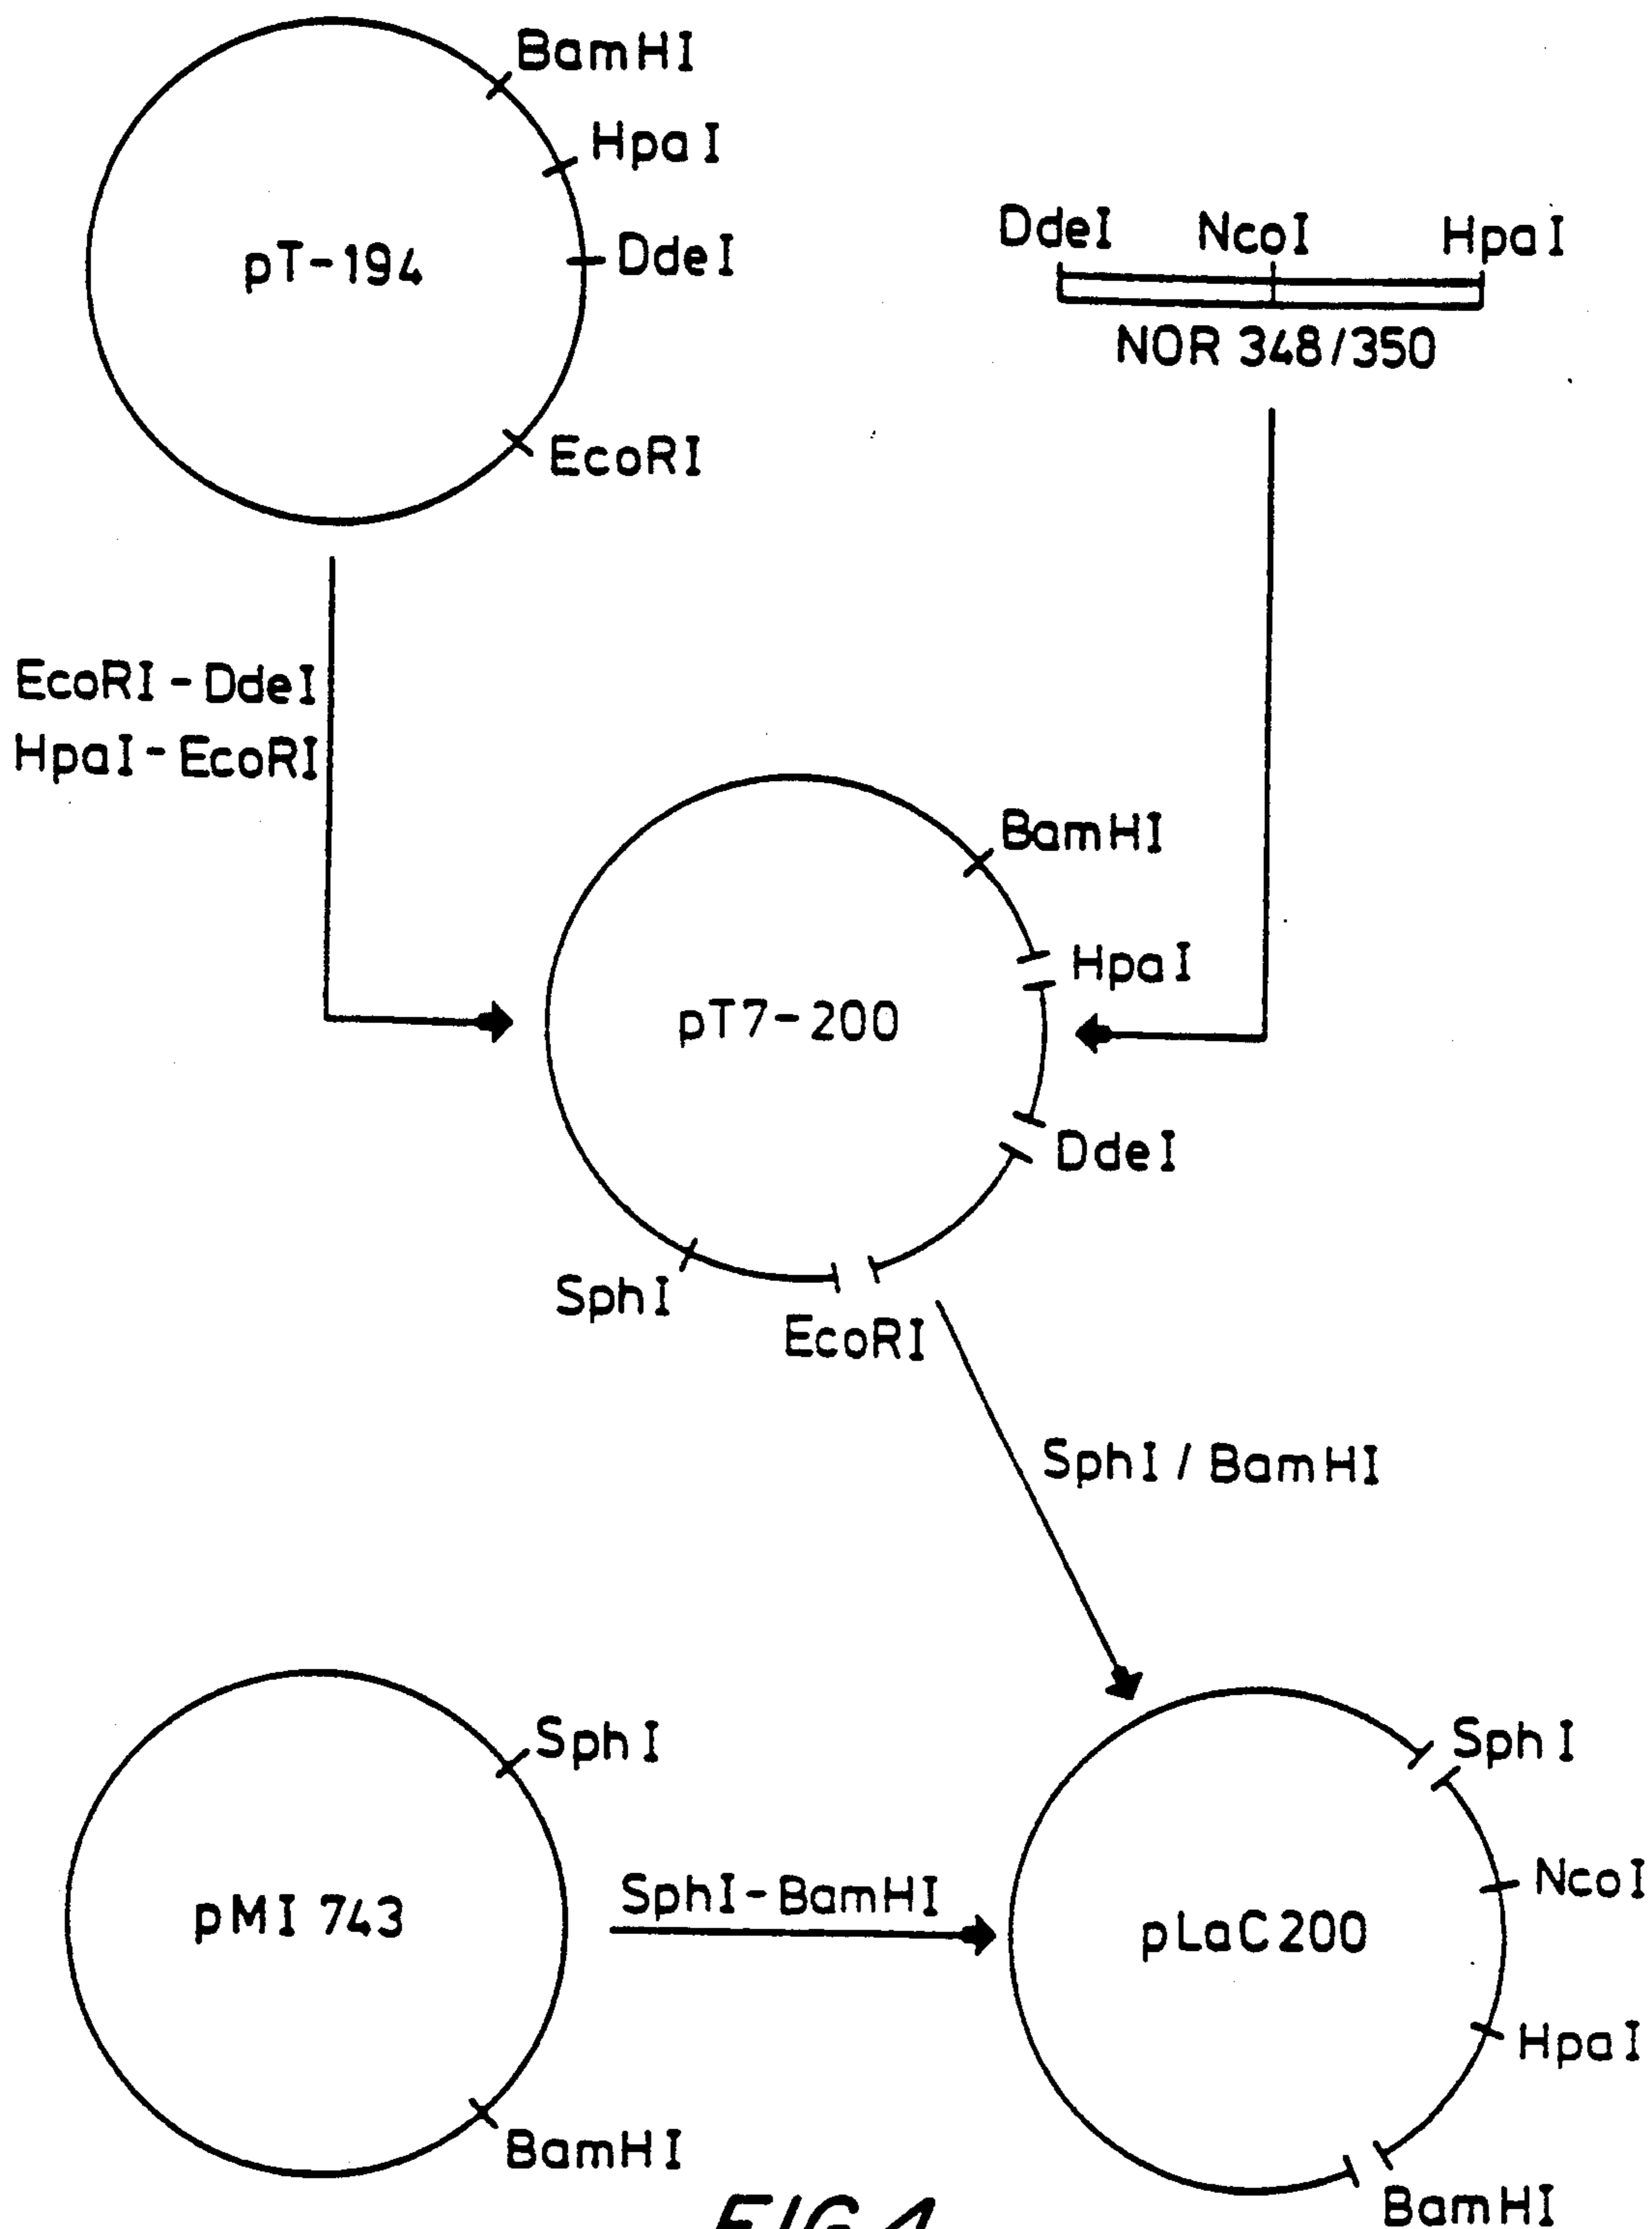 BamHI
HpaI
pT-194
DdeI
EcoRI
DdeI NcoI HpaI
NOR 348/350
EcoRI-DdeI
HpaI-EcoRI
BamHI
HpaI
pT7-200
DdeI
SphI
EcoRI
SphI / BamHI
SphI
pMI 743
BamHI
SphI-BamHI
SphI
NcoI
pLaC200
HpaI
BamHI